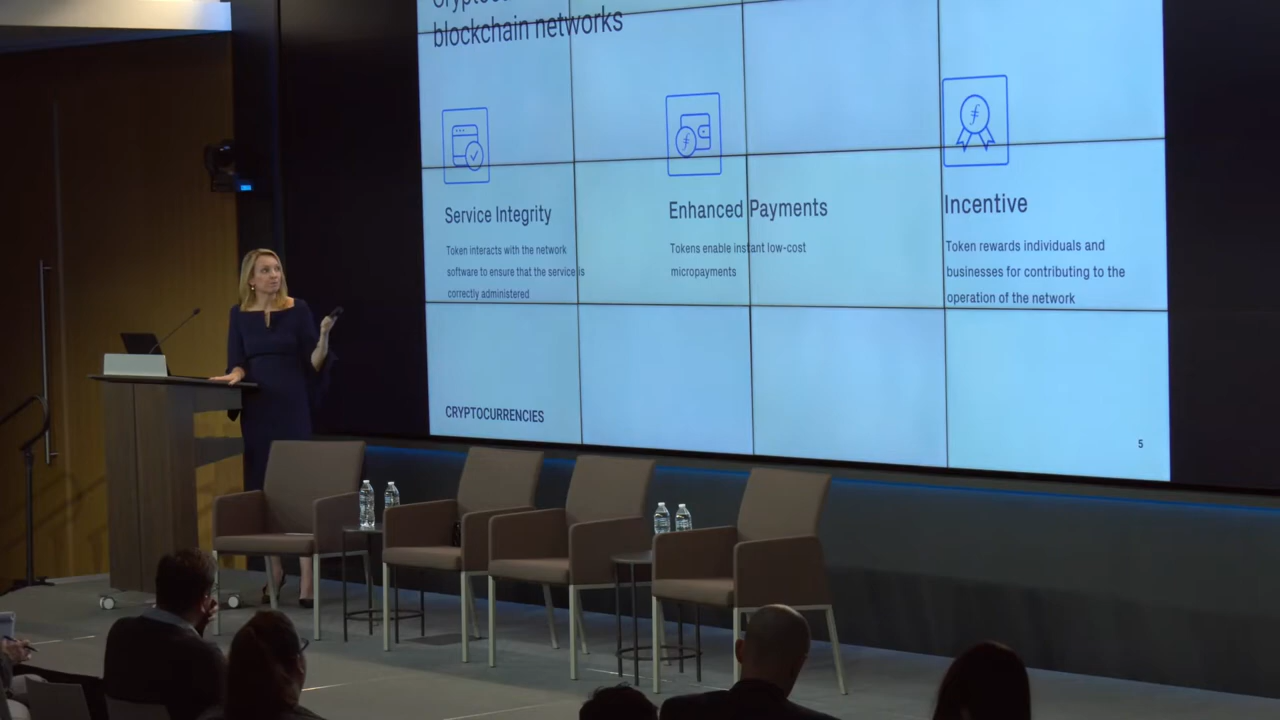 blockchain networks
Service Integrity
Token interacts with the network
software to ensure that the service is
correctly administered
Enhanced Payments
Tokens enable instant low-cost
micropayments
Incentive
Token rewards individuals and
businesses for contributing to the
operation of the network
CRYPTOCURRENCIES
5